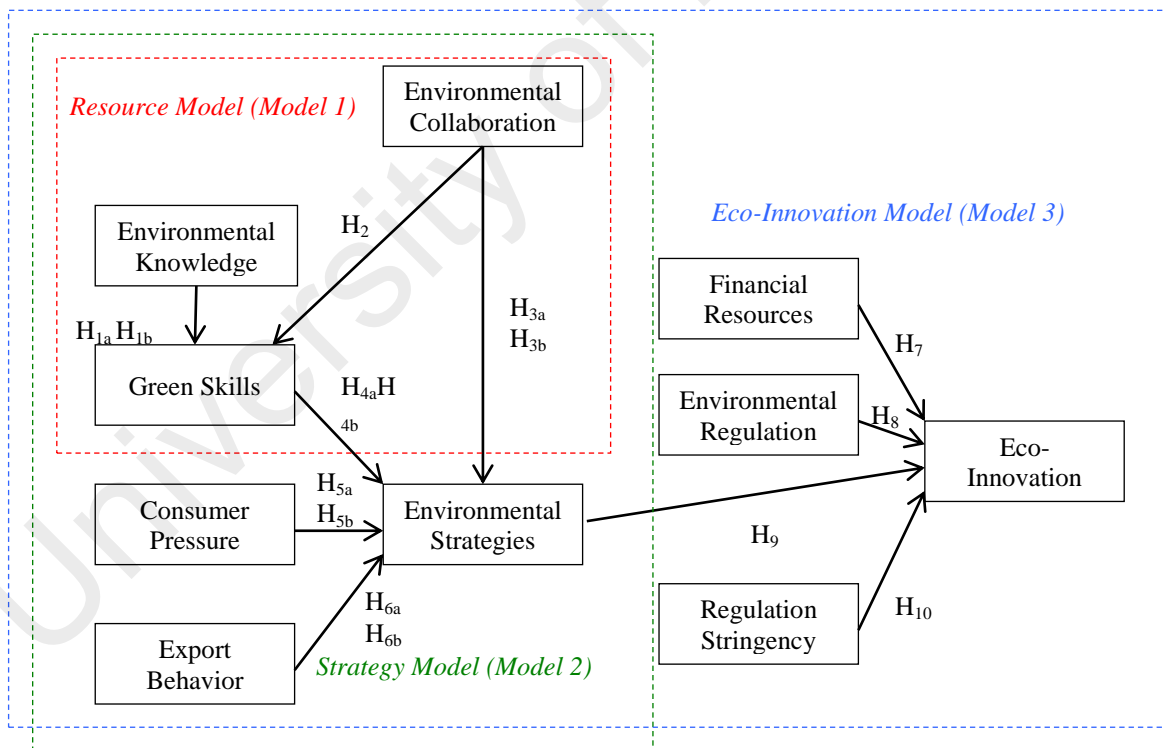 University of
Resource Model (Model 1)
Environmental
Collaboration
Eco-Innovation Model (Model 3)
Environmental
Knowledge
H2
H3a
H3b
Financial
Resources
H1a H1b
Green Skills
H4aH
4b
H7
Environmental
Regulation
H8
Eco-
Innovation
Consumer
Pressure
H5a
H5b
Environmental
Strategies
H9
Regulation
Stringency
H10
Export
Behavior
H6a
H6b
Strategy Model (Model 2)